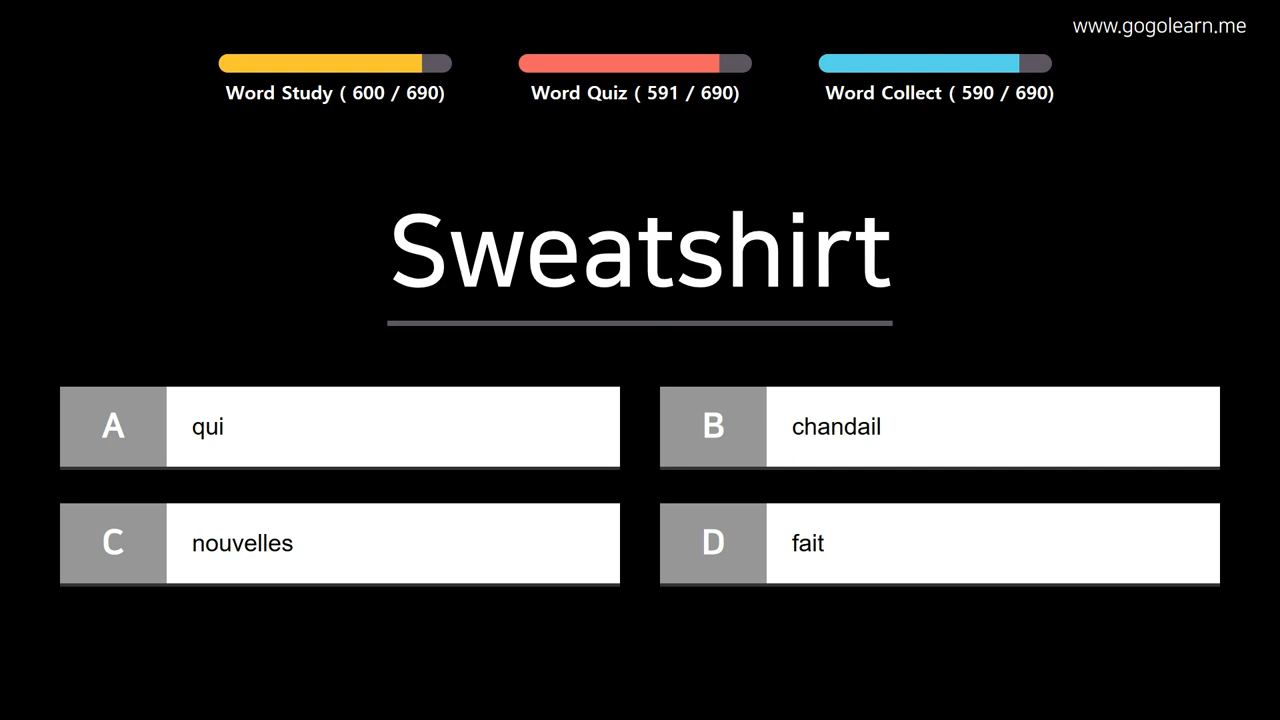 www.gogolearn.me
Word Study ( 600 / 690)
Word Quiz ( 591 / 690)
Word Collect ( 590 / 690)
Sweatshirt
A qui
B chandail
C nouvelles
D fait